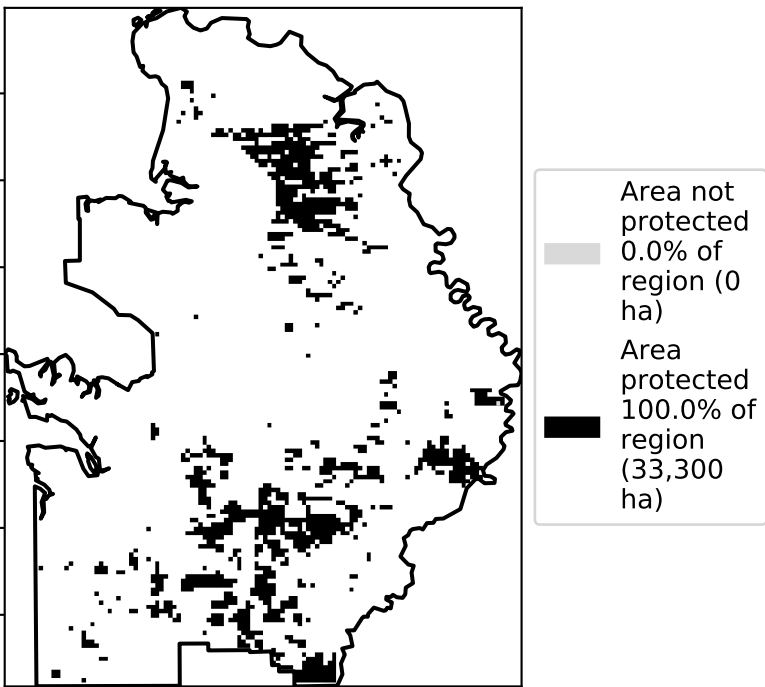 Area not
protected
0.0% of
region (0
ha)
Area
protected
100.0% of
region
(33,300
ha)